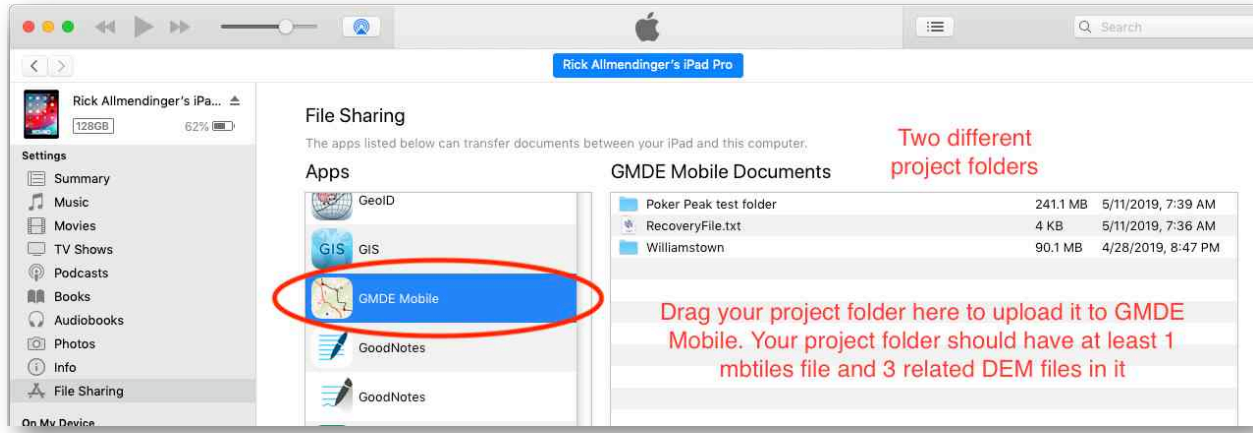 Search
Rick Allmendinger's iPad Pro
Rick Allmendinger's iPa...
128GB
62%
Settings
Summary
Music
Movies
TV Shows
Podcasts
Books
Audiobooks
Photos
Info
File Sharing
On My Device
File Sharing
The apps listed below can transfer documents between your iPad and this computer.
Apps
GeoID
GIS GIS
GMDE Mobile
GoodNotes
GoodNotes
Two different
project folders
GMDE Mobile Documents
Poker Peak test folder 241.1 MB 5/11/2019, 7:39 AM
RecoveryFile.txt 4 KB 5/11/2019, 7:36 AM
Williamstown 90.1 MB 4/28/2019, 8:47 PM
Drag your project folder here to upload it to GMDE
Mobile. Your project folder should have at least 1
mbtiles file and 3 related DEM files in it